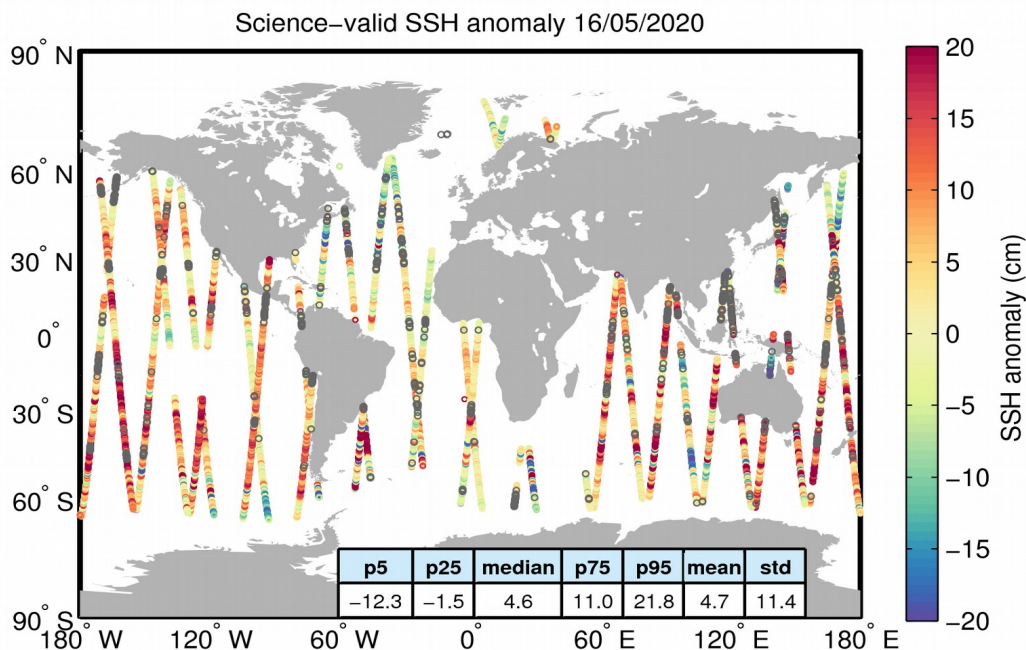 Science−valid SSH anomaly 16/05/2020
90° N
60° N
30° N
0°
30° S
60° S
90° S
180° W
120° W
60° W
0°
60° E
120° E
180° E
p5 p25 median p75 p95 mean std
−12.3 −1.5 4.6 11.0 21.8 4.7 11.4
20
15
10
5
0
−5
−10
−15
−20
SSH anomaly (cm)